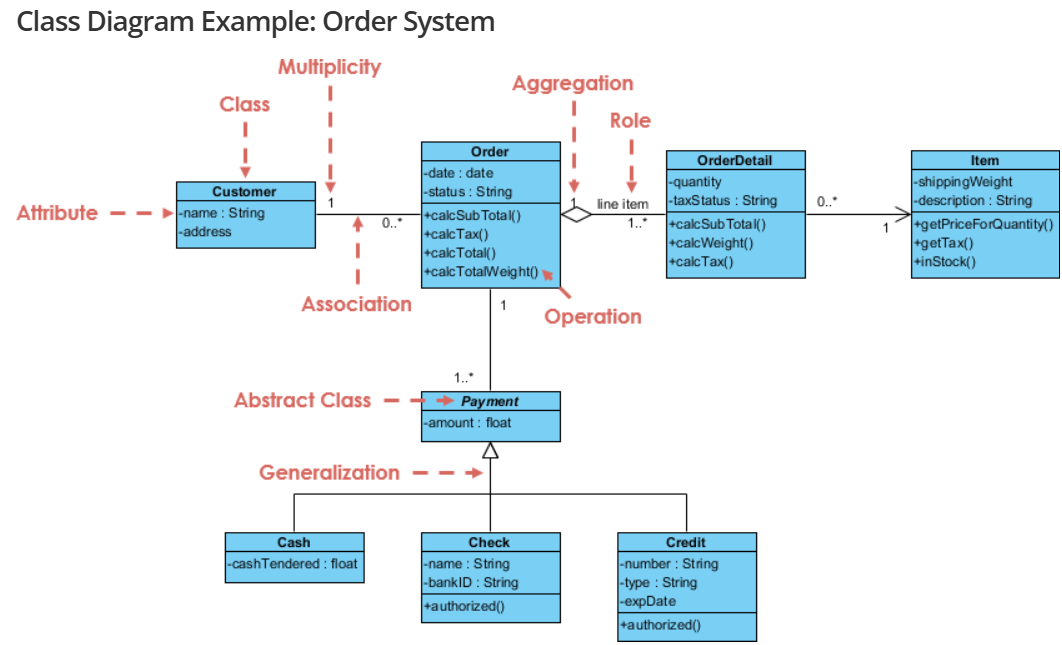 Class Diagram Example: Order System
Multiplicity
Aggregation
Class
Role
Attribute
Customer
-name : String
-address
1
0..*
Association
Order
-date : date
-status : String
+calcSubTotal()
+calcTax()
+calcTotal()
+calcTotalWeight()
Operation
1
line item
1..*
OrderDetail
-quantity
-taxStatus : String
+calcSubTotal()
+calcWeight()
+calcTax()
0..*
1
Item
-shippingWeight
-description : String
+getPriceForQuantity()
+getTax()
+inStock()
1
1..*
Abstract Class
Payment
-amount : float
Generalization
Cash
-cashTendered : float
Check
-name : String
-bankID : String
+authorized()
Credit
-number : String
-type : String
-expDate
+authorized()